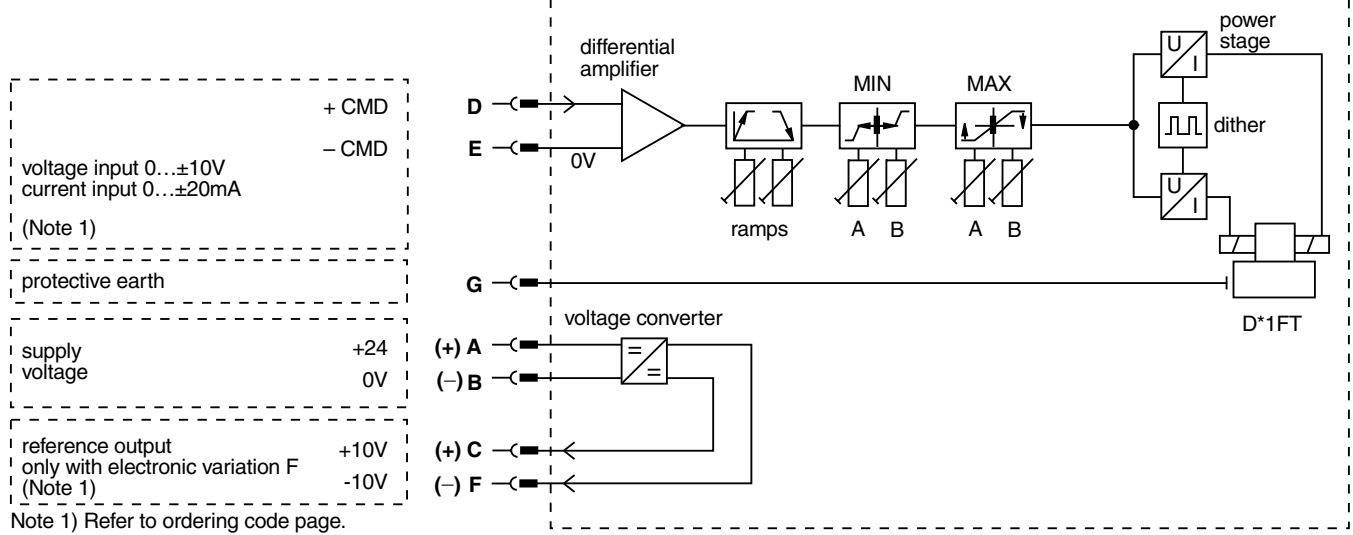 power
stage
differential
amplifier
U
I
MIN
MAX
+ CMD
D
dither
– CMD
E
0V
voltage input 0…±10V
current input 0…±20mA
U
I
(Note 1)
ramps
A
B
A
B
protective earth
G
voltage converter
D*1FT
supply
voltage
+24
(+) A
=
=
0V
(–) B
reference output
+10V
(+) C
only with electronic variation F
(Note 1)
-10V
(–) F
Note 1) Refer to ordering code page.